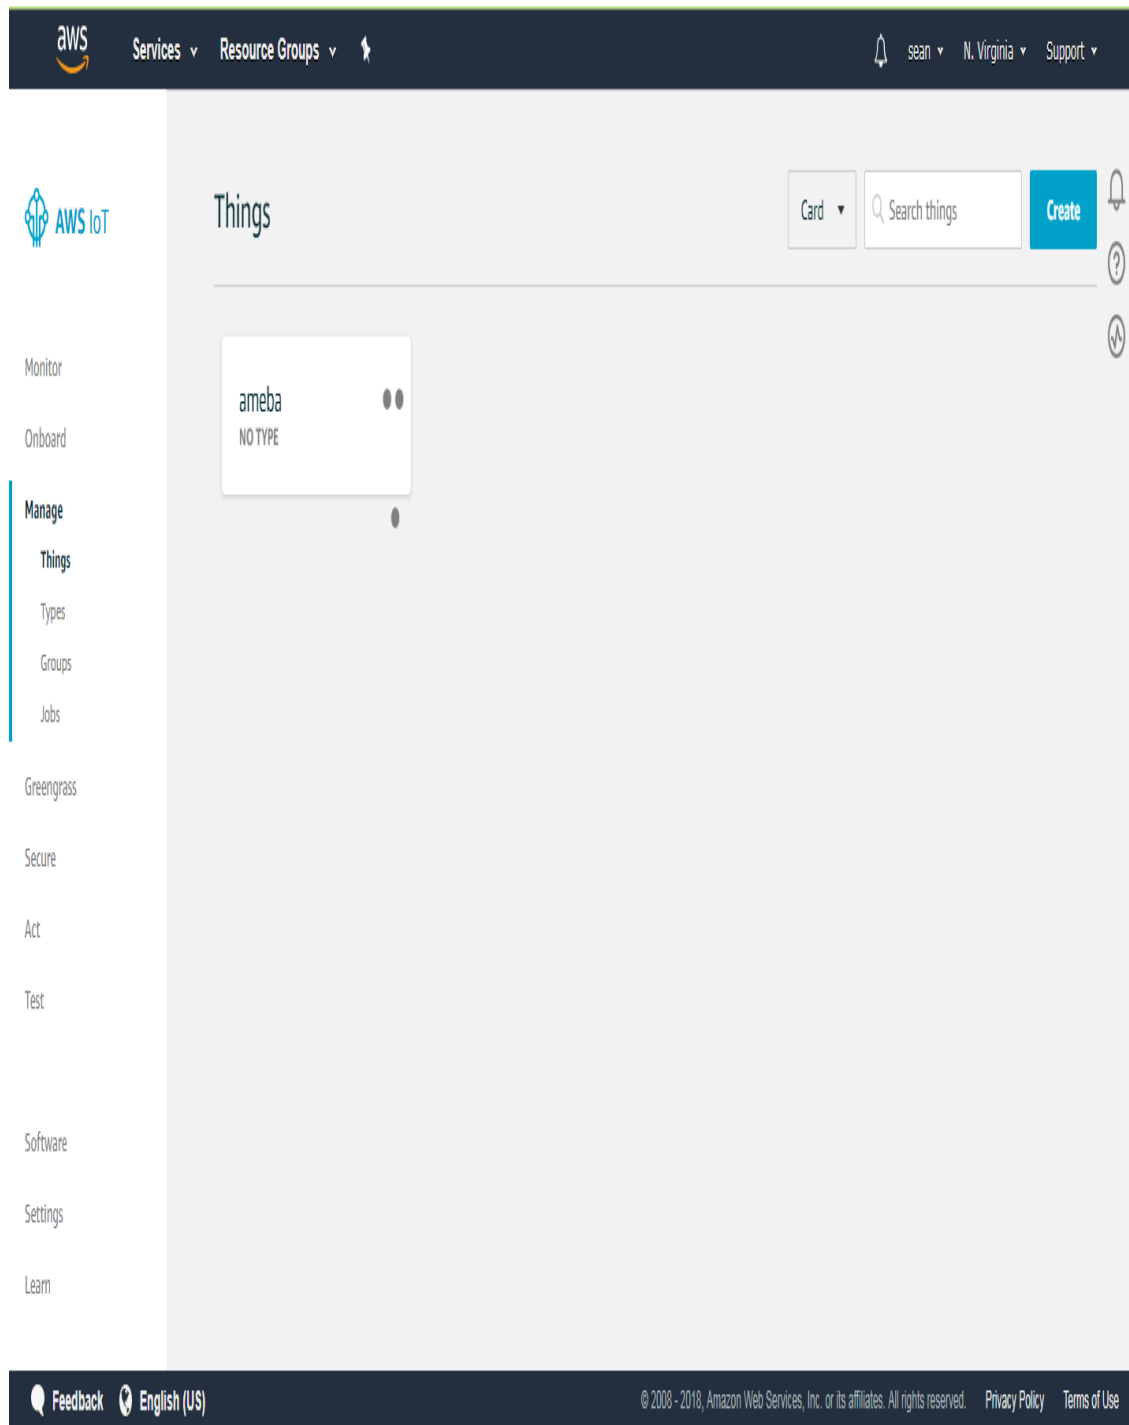 aws Services Resource Groups sean N. Virginia Support
AWS IoT
Things Card Search things Create
Monitor
ameba
NO TYPE
Onboard
Manage
Things
Types
Groups
Jobs
Greengrass
Secure
Act
Test
Software
Settings
Learn
Feedback English (US) © 2008 - 2018, Amazon Web Services, Inc. or its affiliates. All rights reserved. Privacy Policy Terms of Use